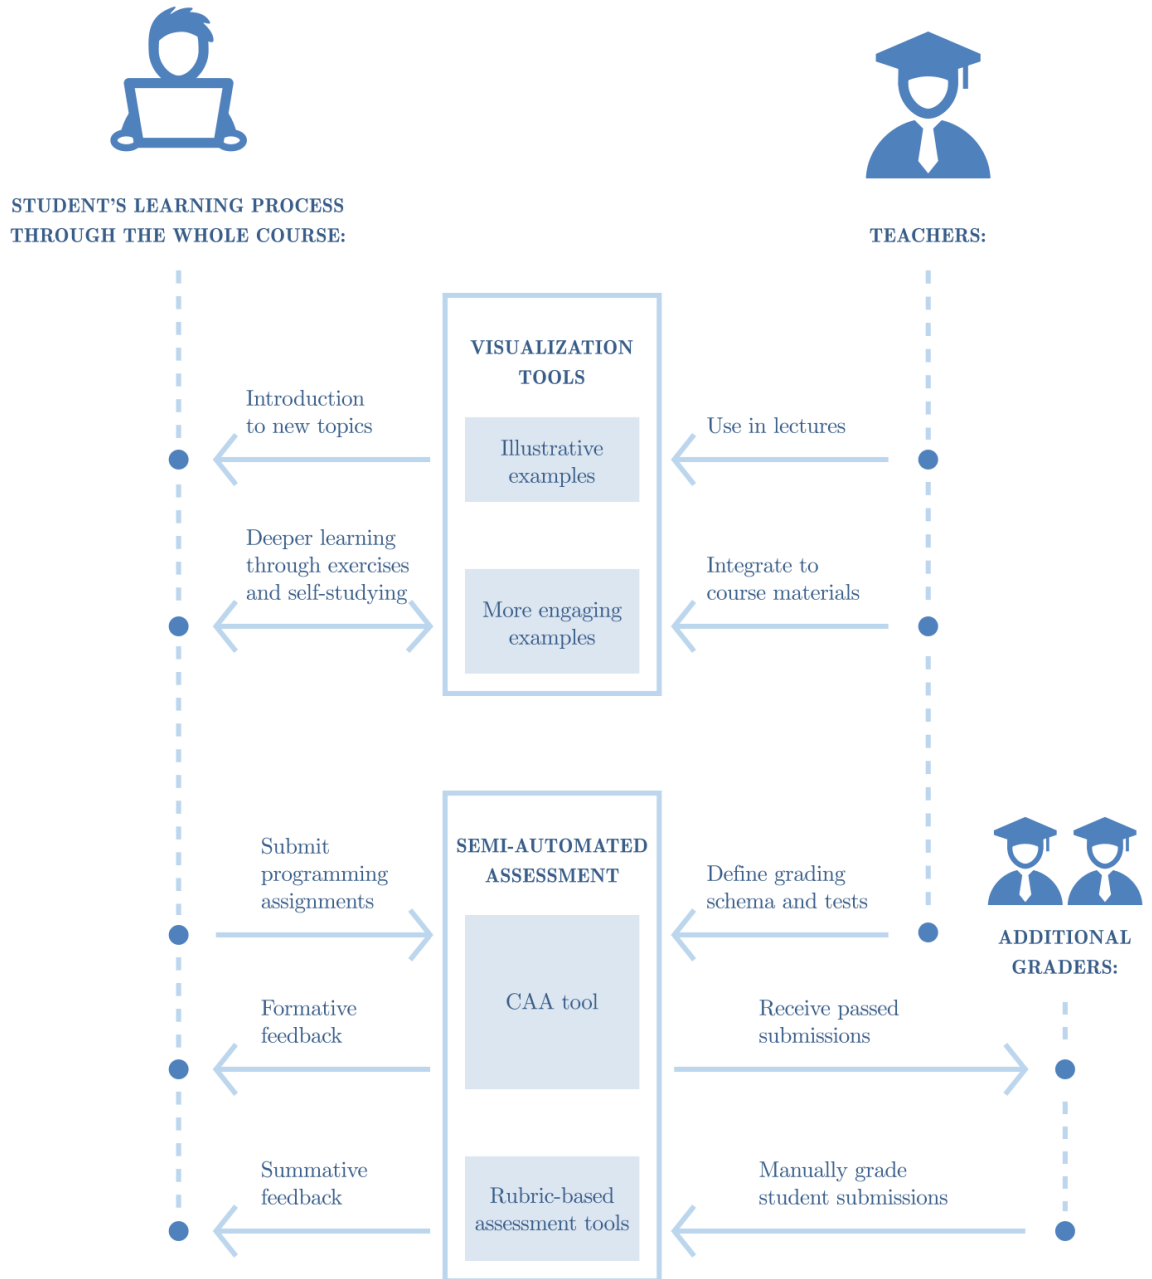 STUDENT'S LEARNING PROCESS
THROUGH THE WHOLE COURSE:
TEACHERS:
VISUALIZATION
TOOLS
Introduction
to new topics
Illustrative
examples
Use in lectures
Deeper learning
through exercises
and self-studying
More engaging
examples
Integrate to
course materials
Submit
programming
assignments
SEMI-AUTOMATED
ASSESSMENT
Define grading
schema and tests
ADDITIONAL
GRADERS:
CAA tool
Formative
feedback
Receive passed
submissions
Summative
feedback
Rubric-based
assessment tools
Manually grade
student submissions